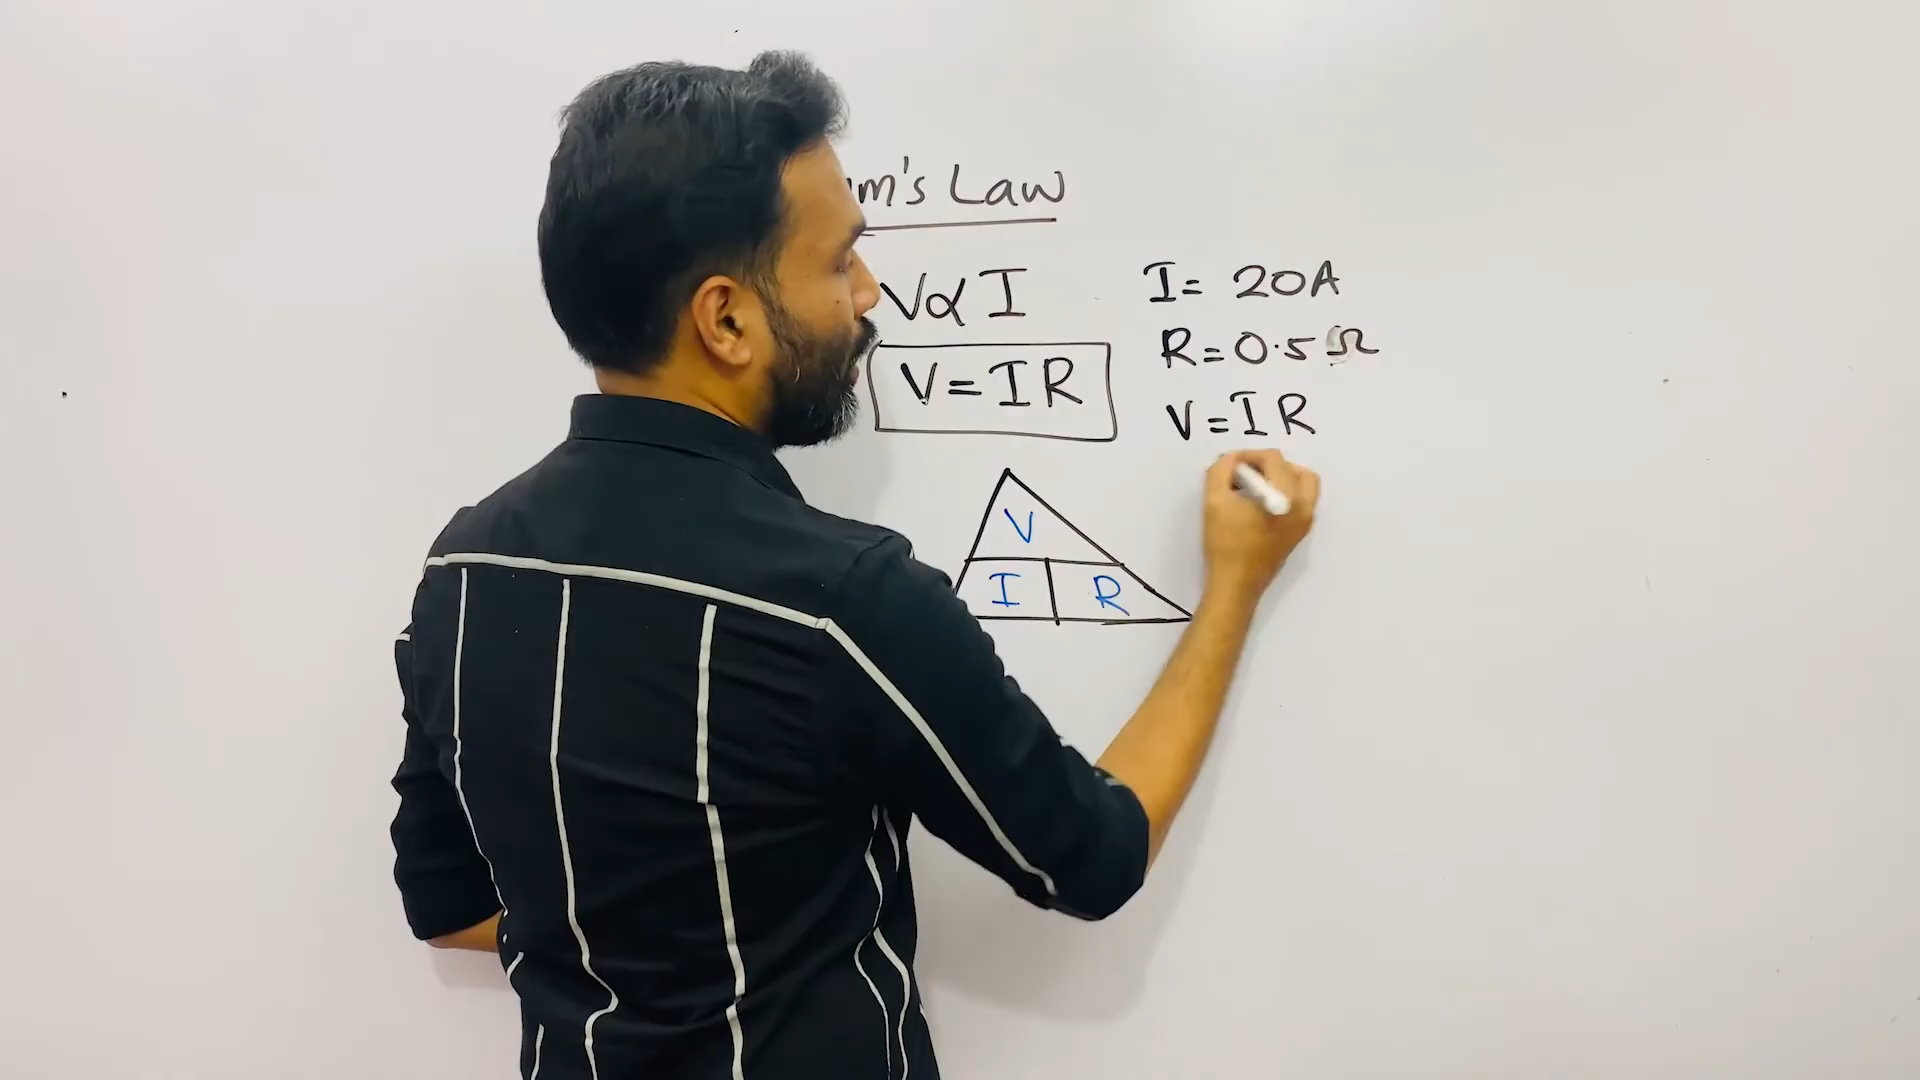 m's Law
V∝I
V=IR
V
I R
I= 20A
R=0.5Ω
V=IR